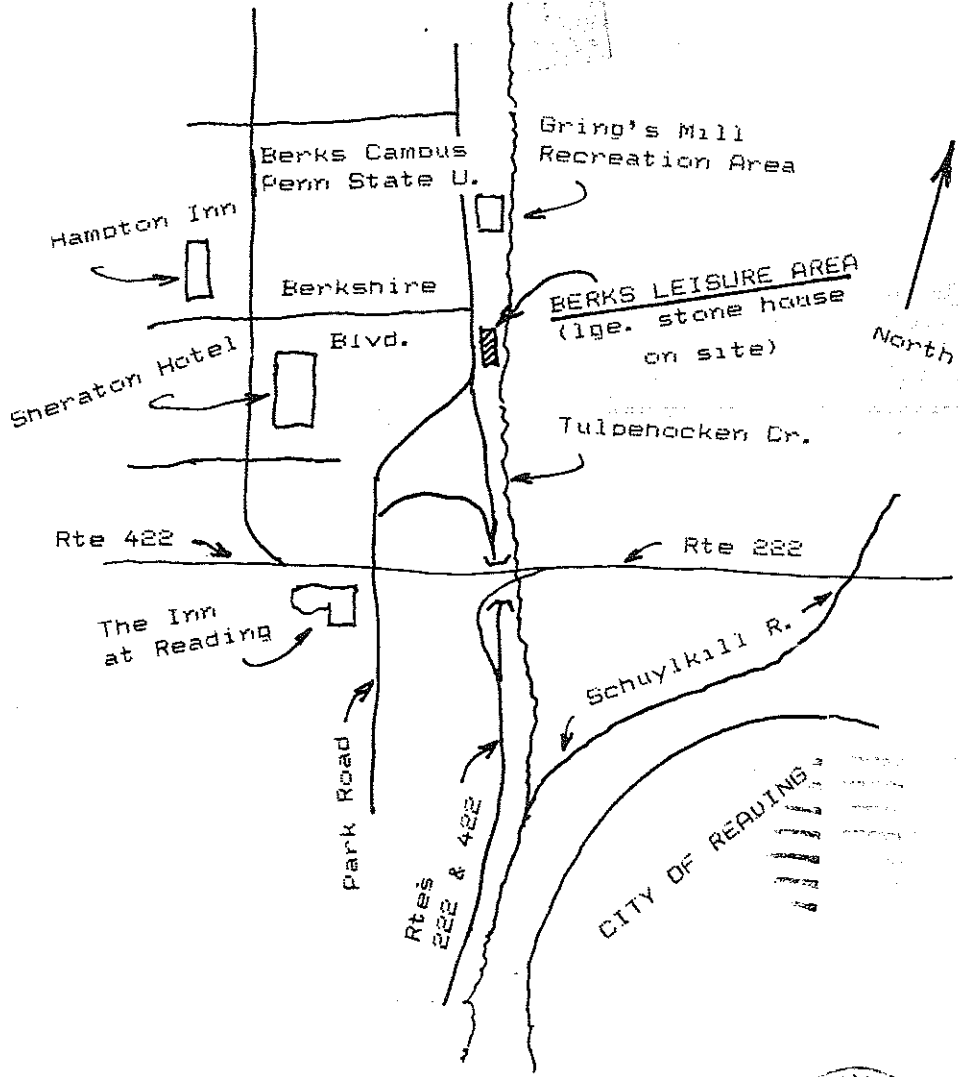 Gring's Mill
Recreation Area
Berks Campus
Penn State U.
Hampton Inn
Berkshire
Blvd.
BERKS LEISURE AREA
(lge. stone house
on site)
North
Sheraton Hotel
Tulpehocken Cr.
Rte 422
Rte 222
The Inn
at Reading
Schuylkill R.
Park Road
Rtes
222 & 422
CITY OF READING